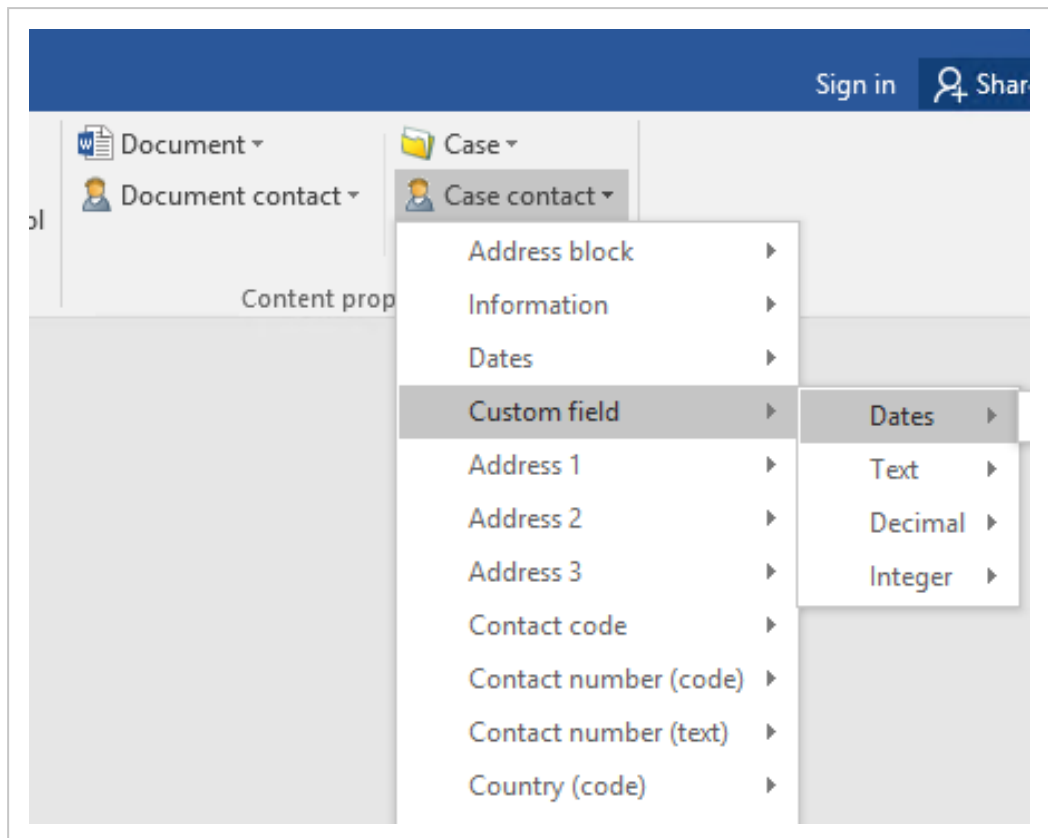 Sign in Shar
Document Case
Document contact Case contact
ol
Address block
Content prop
Information
Dates
Custom field
Dates
Address 1
Text
Address 2
Decimal
Address 3
Integer
Contact code
Contact number (code)
Contact number (text)
Country (code)